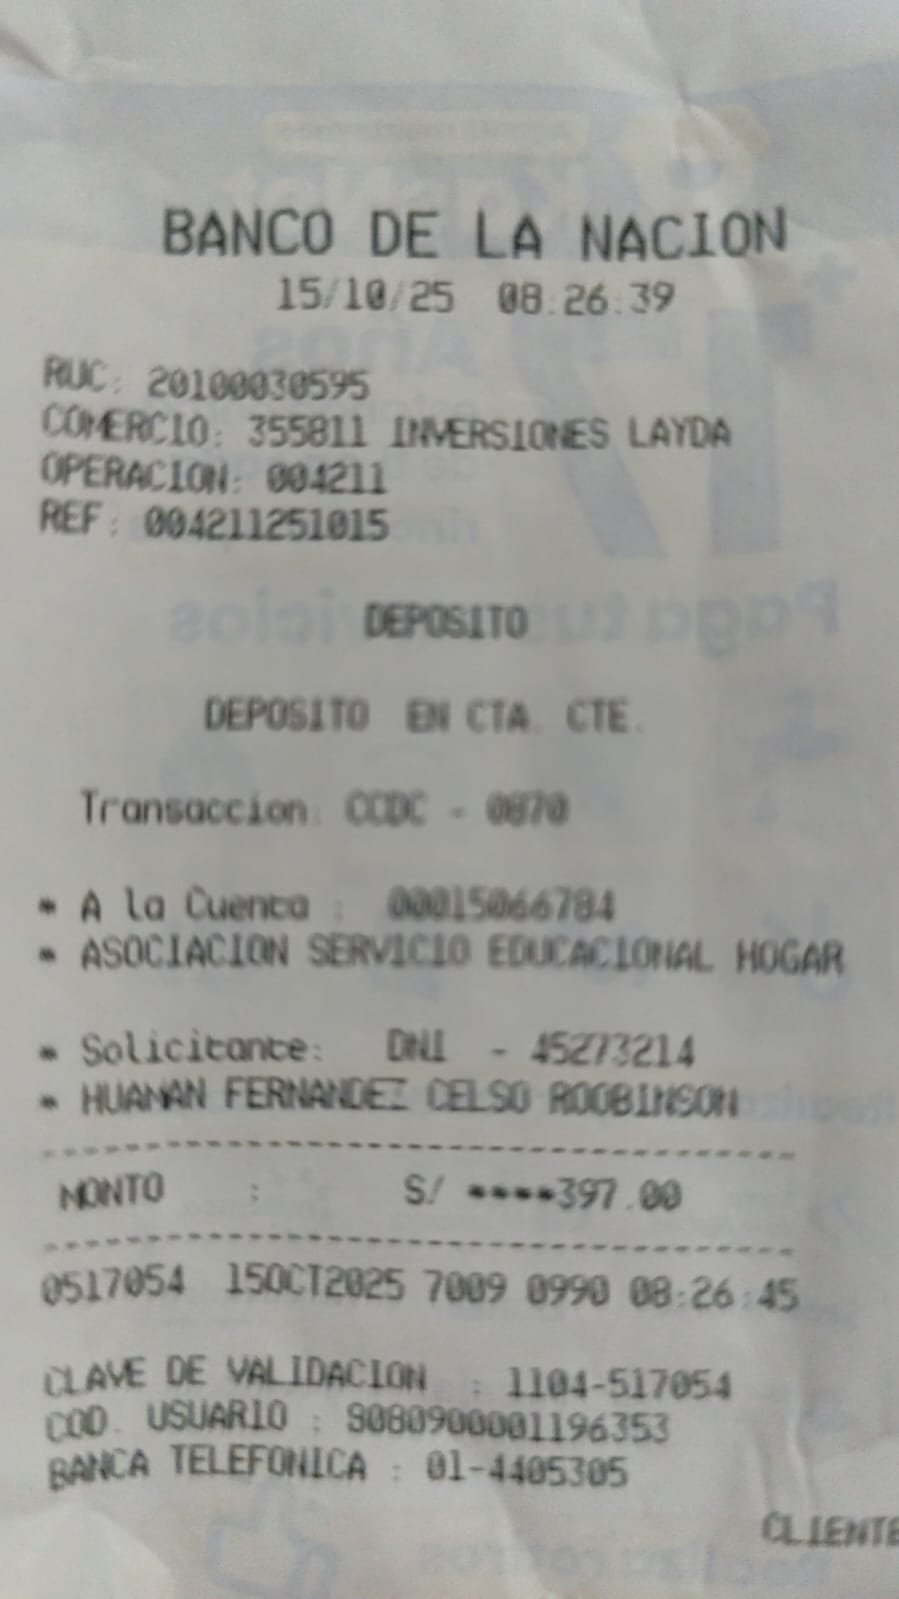 BANCO DE LA NACION
15/10/25 08:26:39
RUC: 20100030595
COMERCIO: 355811 INVERSIONES LAYDA
OPERACION: 004211
REF: 004211251015
DEPOSITO
DEPOSITO EN CTA. CTE.
Transaccion: CCDC - 0870
* A la Cuenta : 00015066784
* ASOCIACION SERVICIO EDUCACIONAL HOGAR
* Solicitante: DNI - 45273214
* HUAMAN FERNANDEZ CELSO ROOBINSON
MONTO : S/ ****397.00
0517054 15OCT2025 7009 0990 08:26:45
CLAVE DE VALIDACION : 1104-517054
COD. USUARIO : 9080900001196353
BANCA TELEFONICA : 01-4405305
CLIENTE